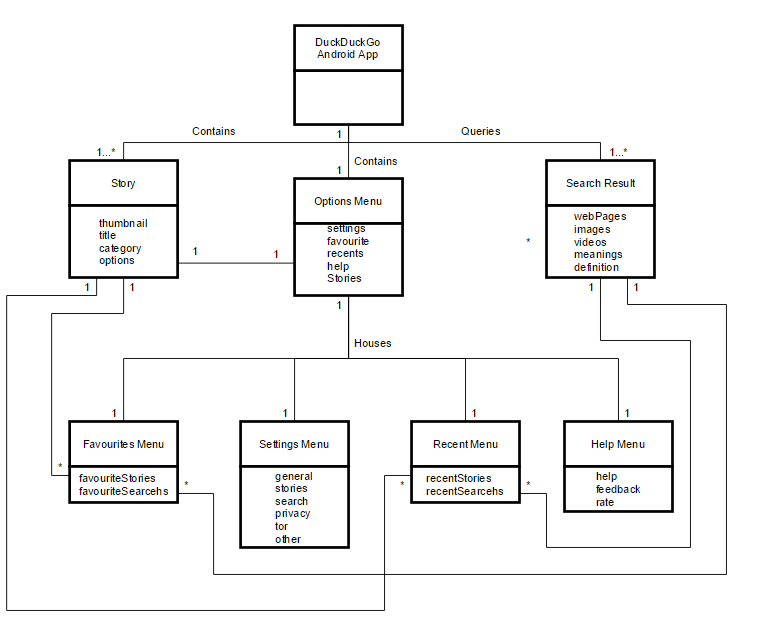 DuckDuckGo
Android App
1
Contains
Queries
1...*
1...*
Contains
1
Story
thumbnail
title
category
options
Options Menu
settings
favourite
recents
help
Stories
Search Result
webPages
images
videos
meanings
definition
*
1
1
1
1
1
1
1
Houses
1
1
1
1
Favourites Menu
favouriteStories
favouriteSearcehs
*
*
Settings Menu
general
stories
search
privacy
tor
other
Recent Menu
recentStories
recentSearcehs
*
*
Help Menu
help
feedback
rate